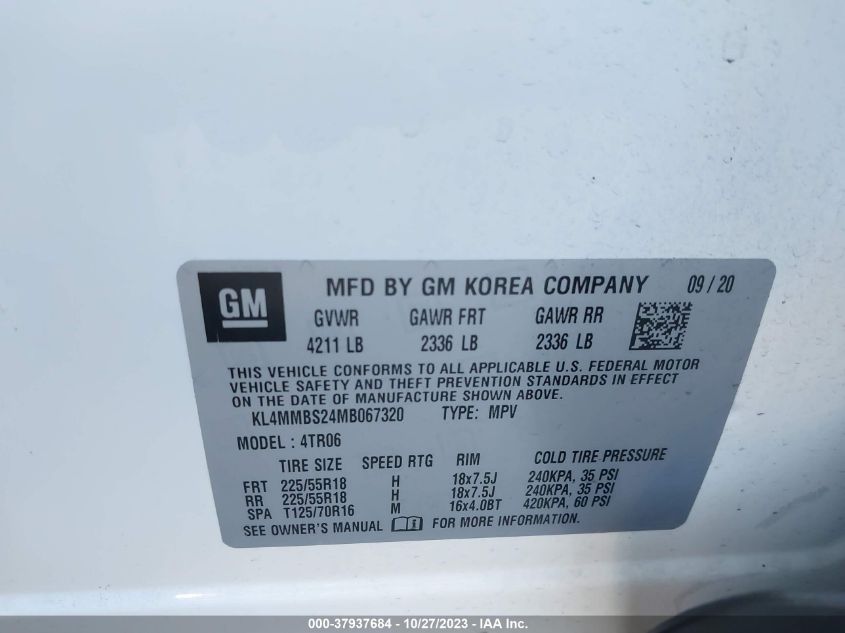 GM
MFD BY GM KOREA COMPANY 09 / 20
GVWR GAWR FRT GAWR RR
4211 LB 2336 LB 2336 LB
THIS VEHICLE CONFORMS TO ALL APPLICABLE U.S. FEDERAL MOTOR
VEHICLE SAFETY AND THEFT PREVENTION STANDARDS IN EFFECT
ON THE DATE OF MANUFACTURE SHOWN ABOVE.
KL4MMBS24MB067320 TYPE: MPV
MODEL : 4TR06
TIRE SIZE SPEED RTG RIM COLD TIRE PRESSURE
FRT 225/55R18 H 18x7.5J 240KPA, 35 PSI
RR 225/55R18 H 18x7.5J 240KPA, 35 PSI
SPA T125/70R16 M 16x4.0BT 420KPA, 60 PSI
SEE OWNER'S MANUAL FOR MORE INFORMATION.
000-37937684 - 10/27/2023 - IAA Inc.